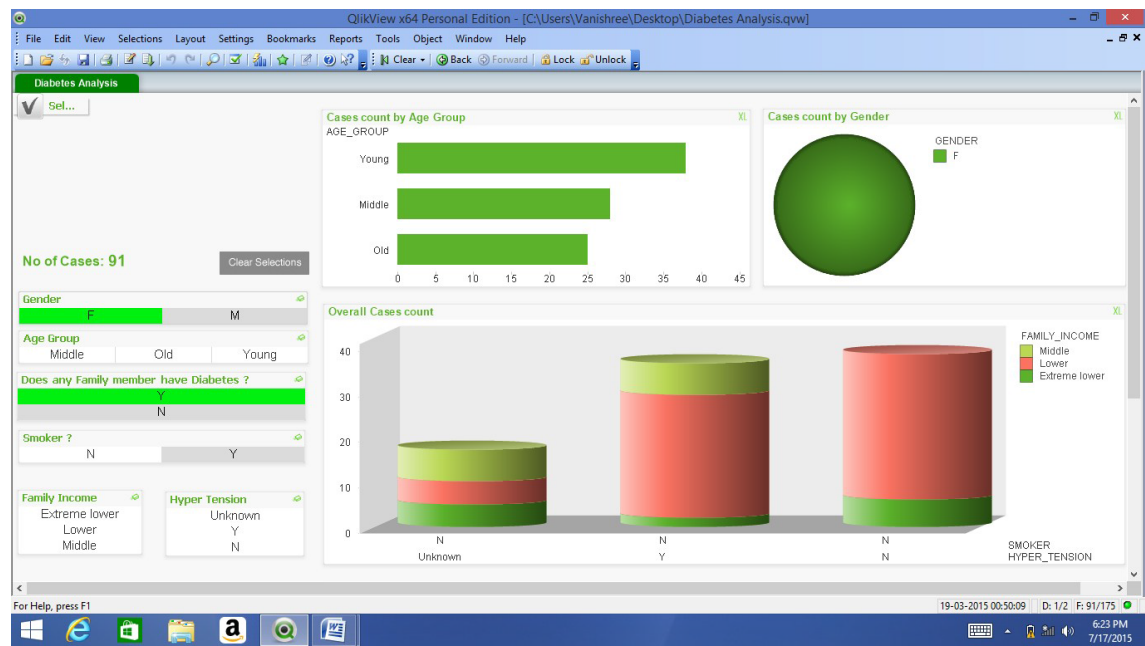 QlikView x64 Personal Edition - [C:\Users\Vanishree\Desktop\Diabetes Analysis.qvw]
File Edit View Selections Layout Settings Bookmarks Reports Tools Object Window Help
Clear Back Forward Lock Unlock
Diabetes Analysis
Sel...
No of Cases: 91
Clear Selections
Gender
F M
Age Group
Middle Old Young
Does any Family member have Diabetes ?
Y
N
Smoker ?
N Y
Family Income
Extreme lower
Lower
Middle
Hyper Tension
Unknown
Y
N
Cases count by Age Group XL
AGE_GROUP
Young
Middle
Old
0 5 10 15 20 25 30 35 40 45
Cases count by Gender XL
GENDER
F
Overall Cases count XL
40
30
20
10
0
N N N SMOKER
Unknown Y N HYPER_TENSION
FAMILY_INCOME
Middle
Lower
Extreme lower
For Help, press F1 19-03-2015 00:50:09 D: 1/2 F: 91/175
6:23 PM
7/17/2015